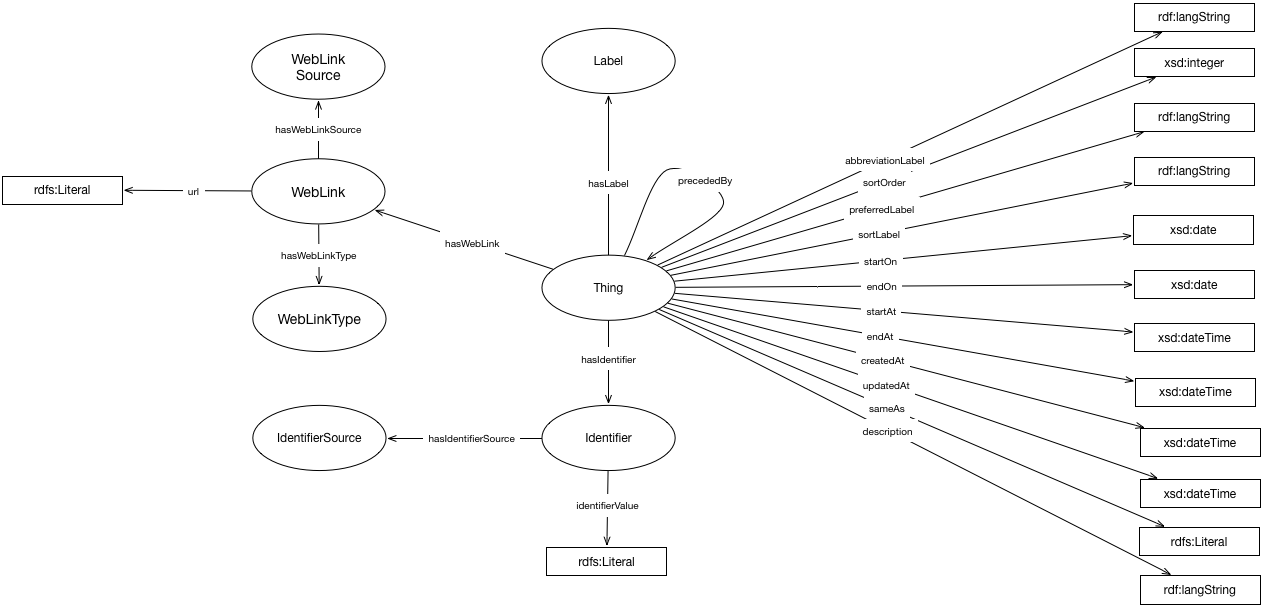 WebLink
Source
hasWebLinkSource
rdfs:Literal
url
WebLink
hasWebLinkType
WebLinkType
hasWebLink
Label
hasLabel
precededBy
Thing
hasIdentifier
IdentifierSource
hasIdentifierSource
Identifier
identifierValue
rdfs:Literal
abbreviationLabel
sortOrder
preferredLabel
sortLabel
startOn
endOn
startAt
endAt
createdAt
updatedAt
sameAs
description
rdf:langString
xsd:integer
rdf:langString
rdf:langString
xsd:date
xsd:date
xsd:dateTime
xsd:dateTime
xsd:dateTime
xsd:dateTime
rdfs:Literal
rdf:langString